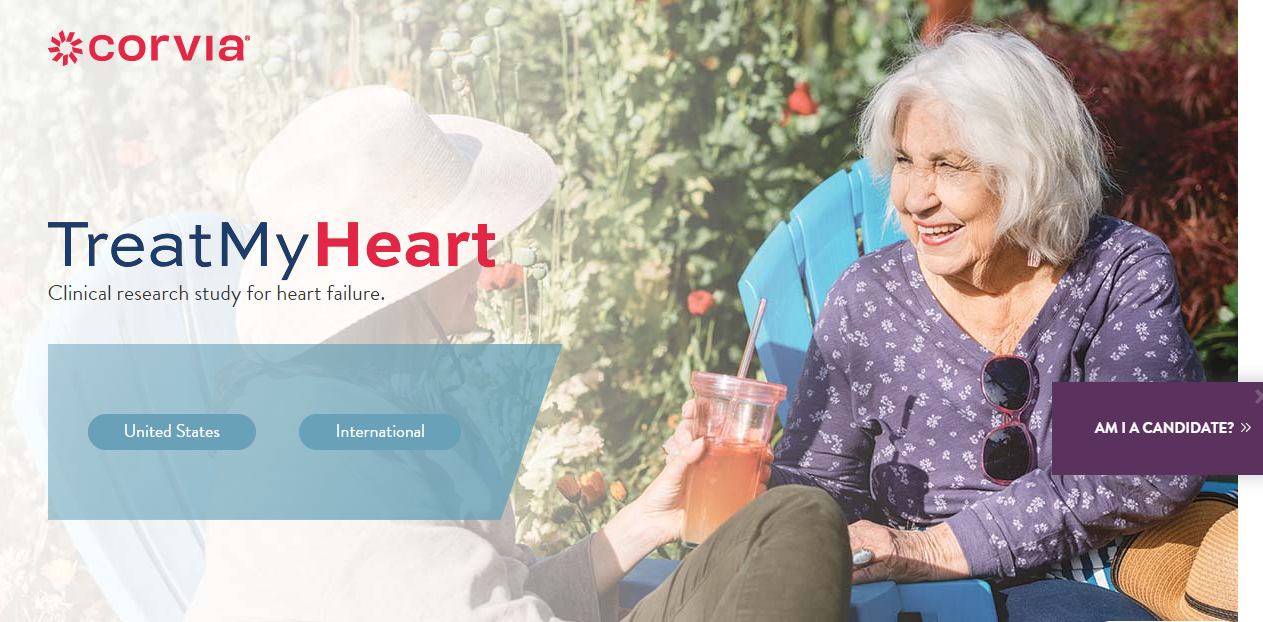 corvia®
TreatMyHeart
Clinical research study for heart failure.
United States
International
AM I A CANDIDATE? »